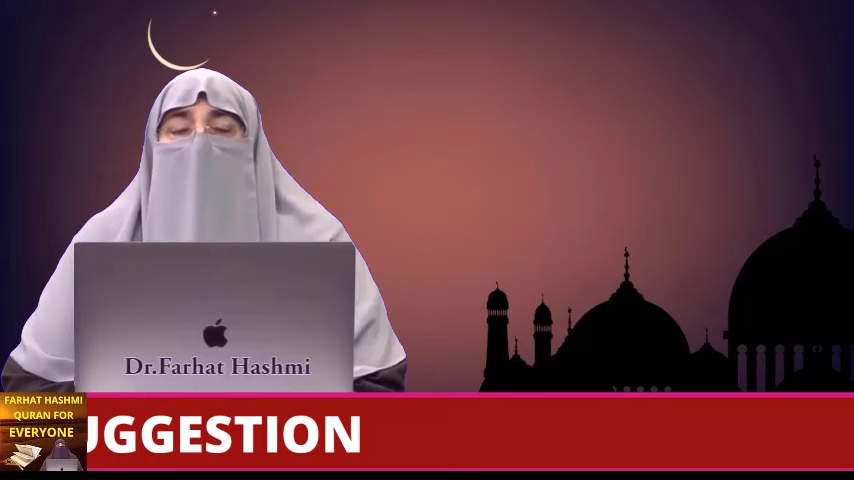 Dr.Farhat Hashmi
UGGESTION
FARHAT HASHMI
QURAN FOR
EVERYONE